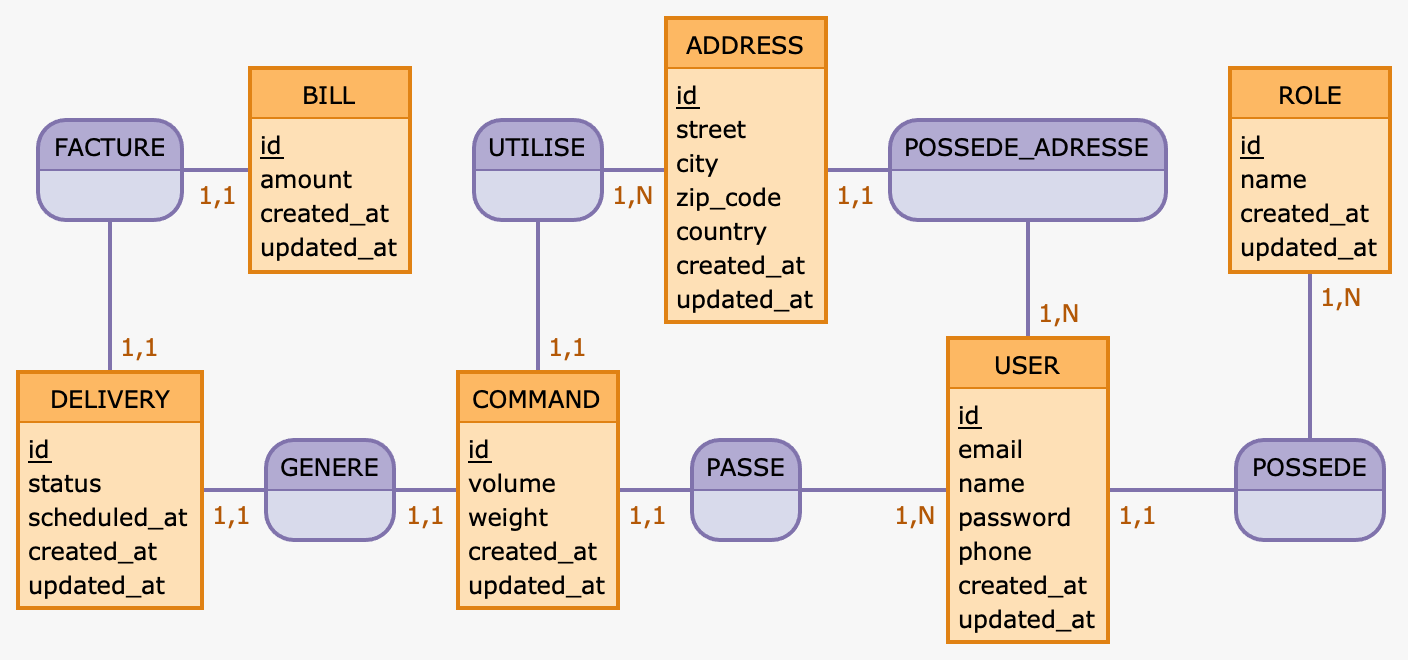 ADDRESS
id
street
city
zip_code
country
created_at
updated_at
BILL
id
amount
created_at
updated_at
ROLE
id
name
created_at
updated_at
FACTURE
1,1
1,1
UTILISE
1,N
1,1
POSSEDE_ADRESSE
1,1
1,N
1,N
DELIVERY
id
status
scheduled_at
created_at
updated_at
1,1
GENERE
1,1
COMMAND
id
volume
weight
created_at
updated_at
1,1
PASSE
1,N
USER
id
email
name
password
phone
created_at
updated_at
1,1
POSSEDE